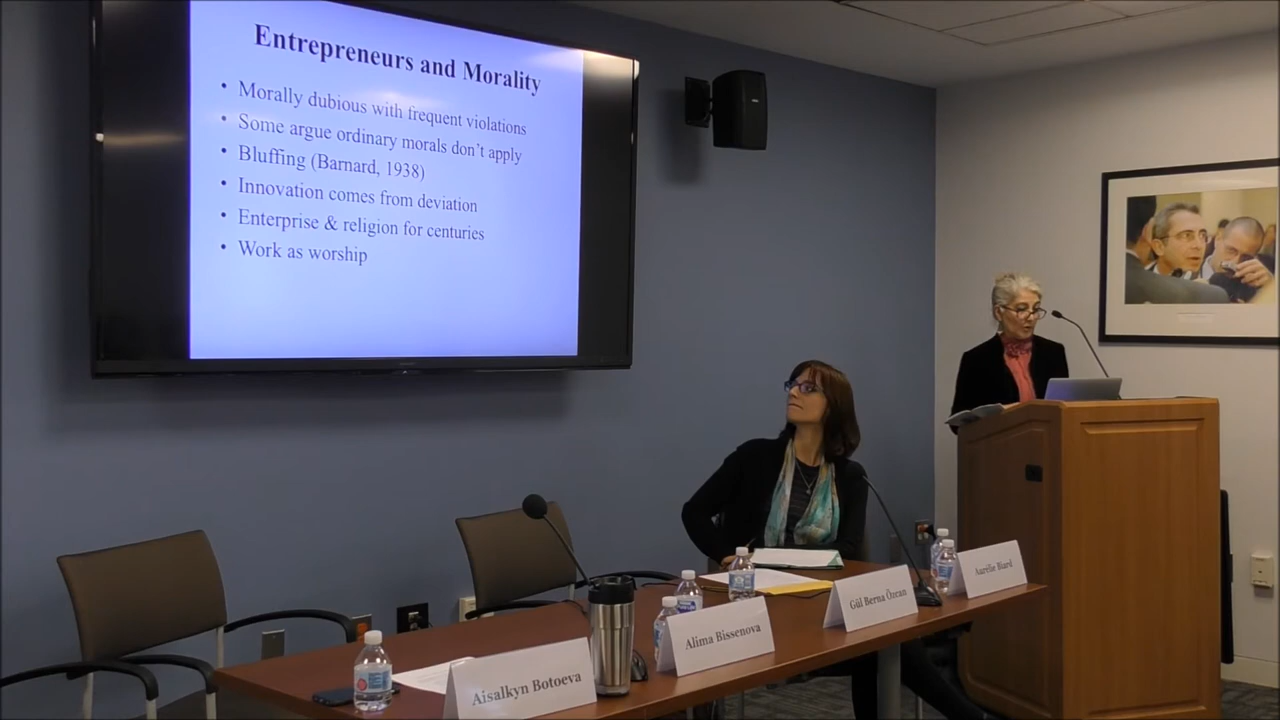 Entrepreneurs and Morality
• Morally dubious with frequent violations
• Some argue ordinary morals don't apply
• Bluffing (Barnard, 1938)
• Innovation comes from deviation
• Enterprise & religion for centuries
• Work as worship
Aisalkyn Botoeva
Alima Bissenova
Gül Berna Özcan
Aurélie Biard